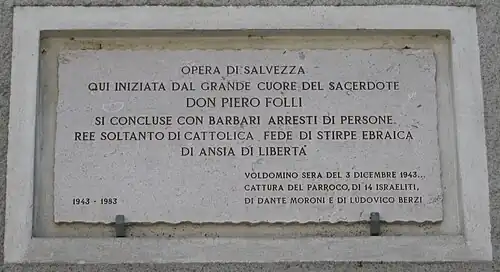 OPERA DI SALVEZZA
QUI INIZIATA DAL GRANDE CUORE DEL SACERDOTE
DON PIERO FOLLI
SI CONCLUSE CON BARBARI ARRESTI DI PERSONE
REE SOLTANTO DI CATTOLICA FEDE DI STIRPE EBRAICA
DI ANSIA DI LIBERTA'
VOLDOMINO SERA DEL 3 DICEMBRE 1943...
CATTURA DEL PARROCO, DI 14 ISRAELITI,
1943 - 1983 DI DANTE MORONI E DI LUDOVICO BERZI